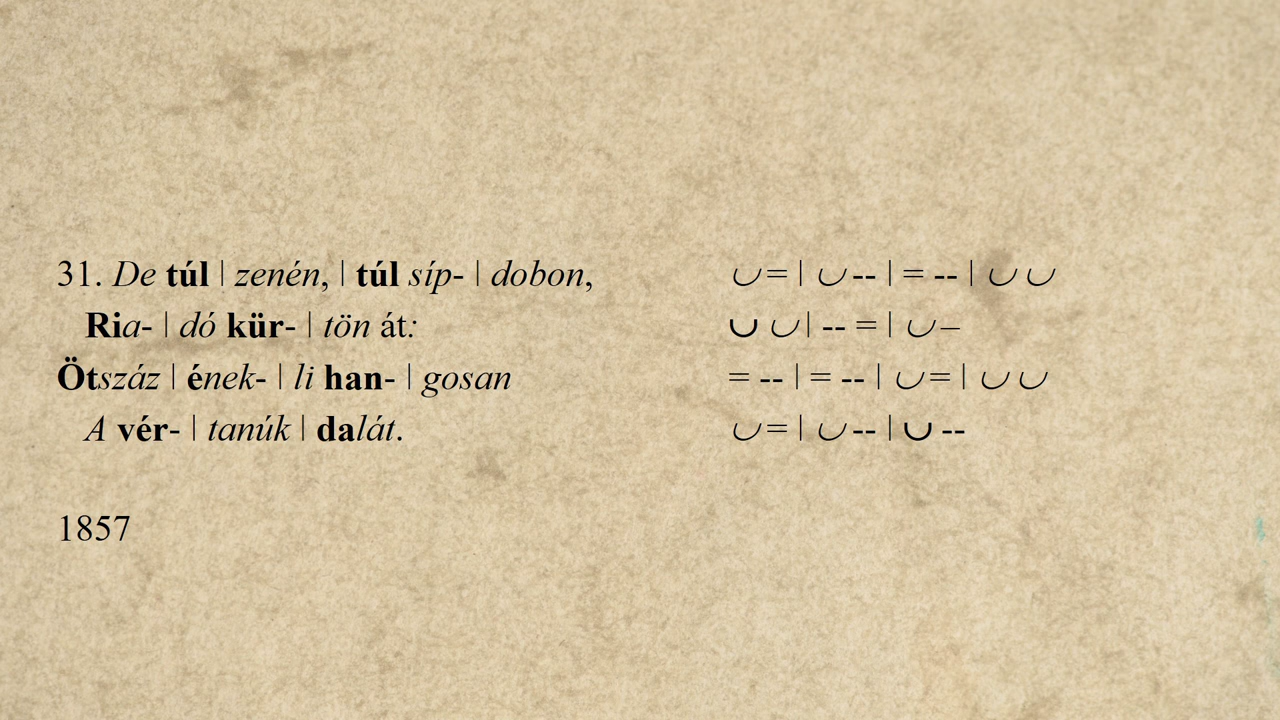 31. De túl | zenén, | túl síp- | dobon, ◡ = | ◡ -- | = -- | ◡ ◡
Ria- | dó kür- | tön át: ◡ ◡ | -- = | ◡ –
Ötszáz | ének- | li han- | gosan = -- | = -- | ◡ = | ◡ ◡
A vér- | tanúk | dalát. ◡ = | ◡ -- | ◡ --
1857